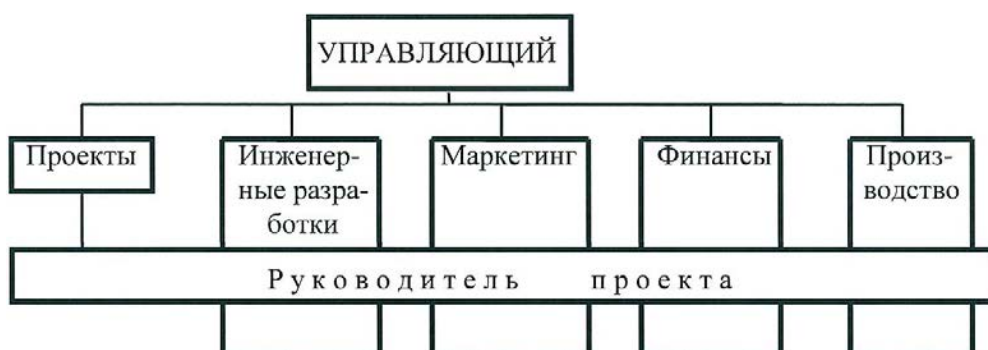 УПРАВЛЯЮЩИЙ
Проекты
Инженер-
ные разра-
ботки
Маркетинг
Финансы
Произ-
водство
Руководитель проекта